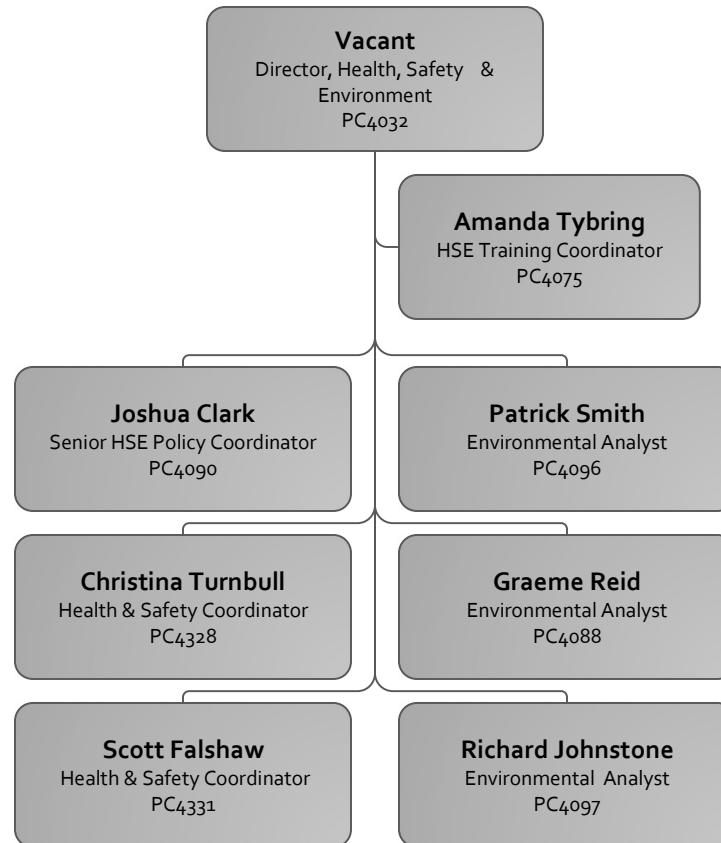 Vacant
Director, Health, Safety &
Environment
PC4032
Amanda Tybring
HSE Training Coordinator
PC4075
Joshua Clark
Senior HSE Policy Coordinator
PC4090
Patrick Smith
Environmental Analyst
PC4096
Christina Turnbull
Health & Safety Coordinator
PC4328
Graeme Reid
Environmental Analyst
PC4088
Scott Falshaw
Health & Safety Coordinator
PC4331
Richard Johnstone
Environmental Analyst
PC4097